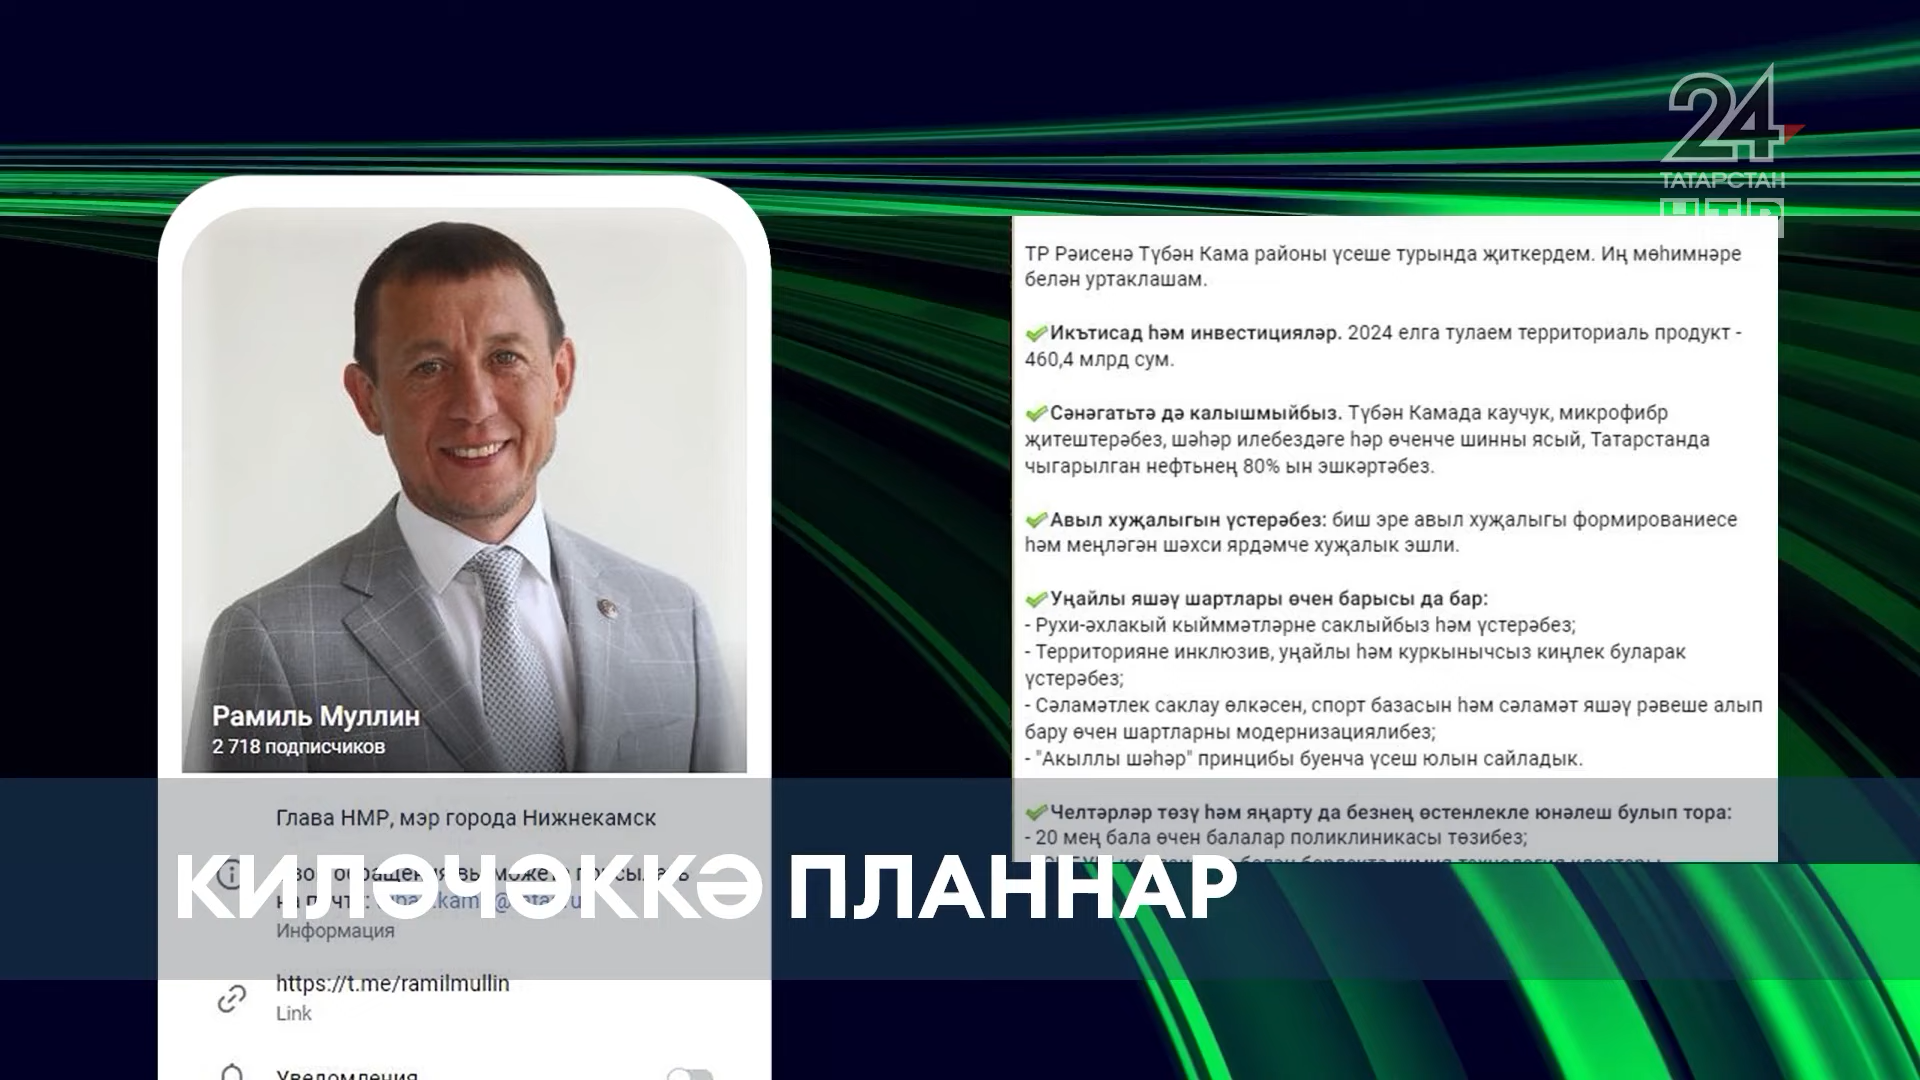 24
ТАТАРСТАН
НТР
Рамиль Муллин
2 718 подписчиков
Глава НМР, мэр города Нижнекамск
на
Информация
https://t.me/ramilmullin
Link
Уведомления
ТР Рәисенә Түбән Кама районы үсеше турында җиткердем. Иң мөһимнәре
белән уртаклашам.
Икътисад һәм инвестицияләр. 2024 елга тулаем территориаль продукт -
460,4 млрд сум.
Сәнәгатьтә дә калышмыйбыз. Түбән Камада каучук, микрофибр
җитештерәбез, шәһәр илебездәге һәр өченче шинны ясый, Татарстанда
чыгарылган нефтьнең 80% ын эшкәртәбез.
Авыл хуҗалыгын үстерәбез: биш эре авыл хуҗалыгы формированиесе
һәм меңләгән шәхси ярдәмче хуҗалык эшли.
Уңайлы яшәү шартлары өчен барысы да бар:
- Рухи-әхлакый кыйммәтләрне саклыйбыз һәм үстерәбез;
- Территорияне инклюзив, уңайлы һәм куркынычсыз киңлек буларак
үстерәбез;
- Сәламәтлек саклау өлкәсен, спорт базасын һәм сәламәт яшәү рәвеше алып
бару өчен шартларны модернизациялибез;
- "Акыллы шәһәр" принцибы буенча үсеш юлын сайладык.
Челтәрләр төзү һәм яңарту да безнең өстенлекле юнәлеш булып тора:
- 20 мең бала өчен балалар поликлиникасы төзибез;
КИЛӘЧӘККӘ ПЛАННАР